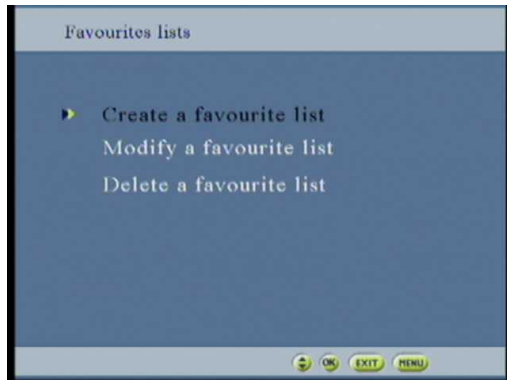 Favourites lists
Create a favourite list
Modify a favourite list
Delete a favourite list
OK EXIT MENU